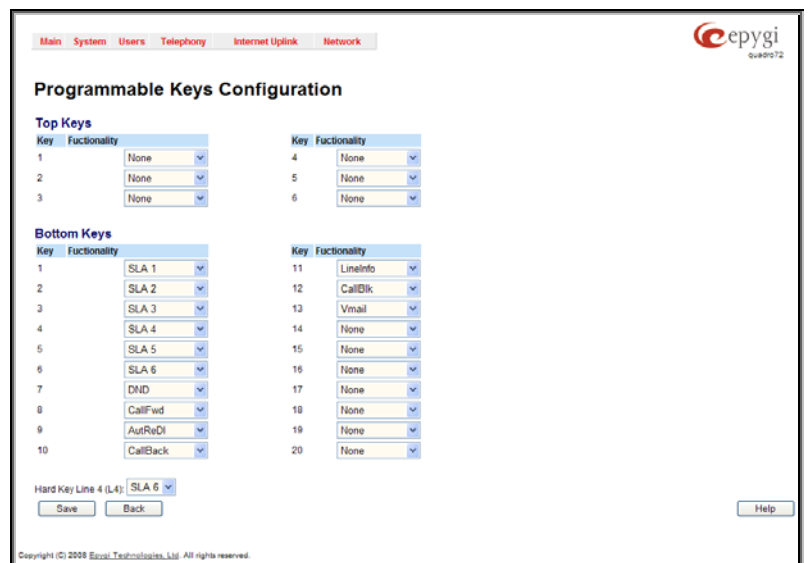 Main System Users Telephony Internet Uplink Network
epygi
quadro72
Programmable Keys Configuration
Top Keys
Key Fuctionality Key Fuctionality
1 None 4 None
2 None 5 None
3 None 6 None
Bottom Keys
Key Fuctionality Key Fuctionality
1 SLA 1 11 LineInfo
2 SLA 2 12 CallBlk
3 SLA 3 13 Vmail
4 SLA 4 14 None
5 SLA 5 15 None
6 SLA 6 16 None
7 DND 17 None
8 CallFwd 18 None
9 AutReDl 19 None
10 CallBack 20 None
Hard Key Line 4 (L4): SLA 6
Save Back Help
Copyright (C) 2008 Epygi Technologies, Ltd. All rights reserved.